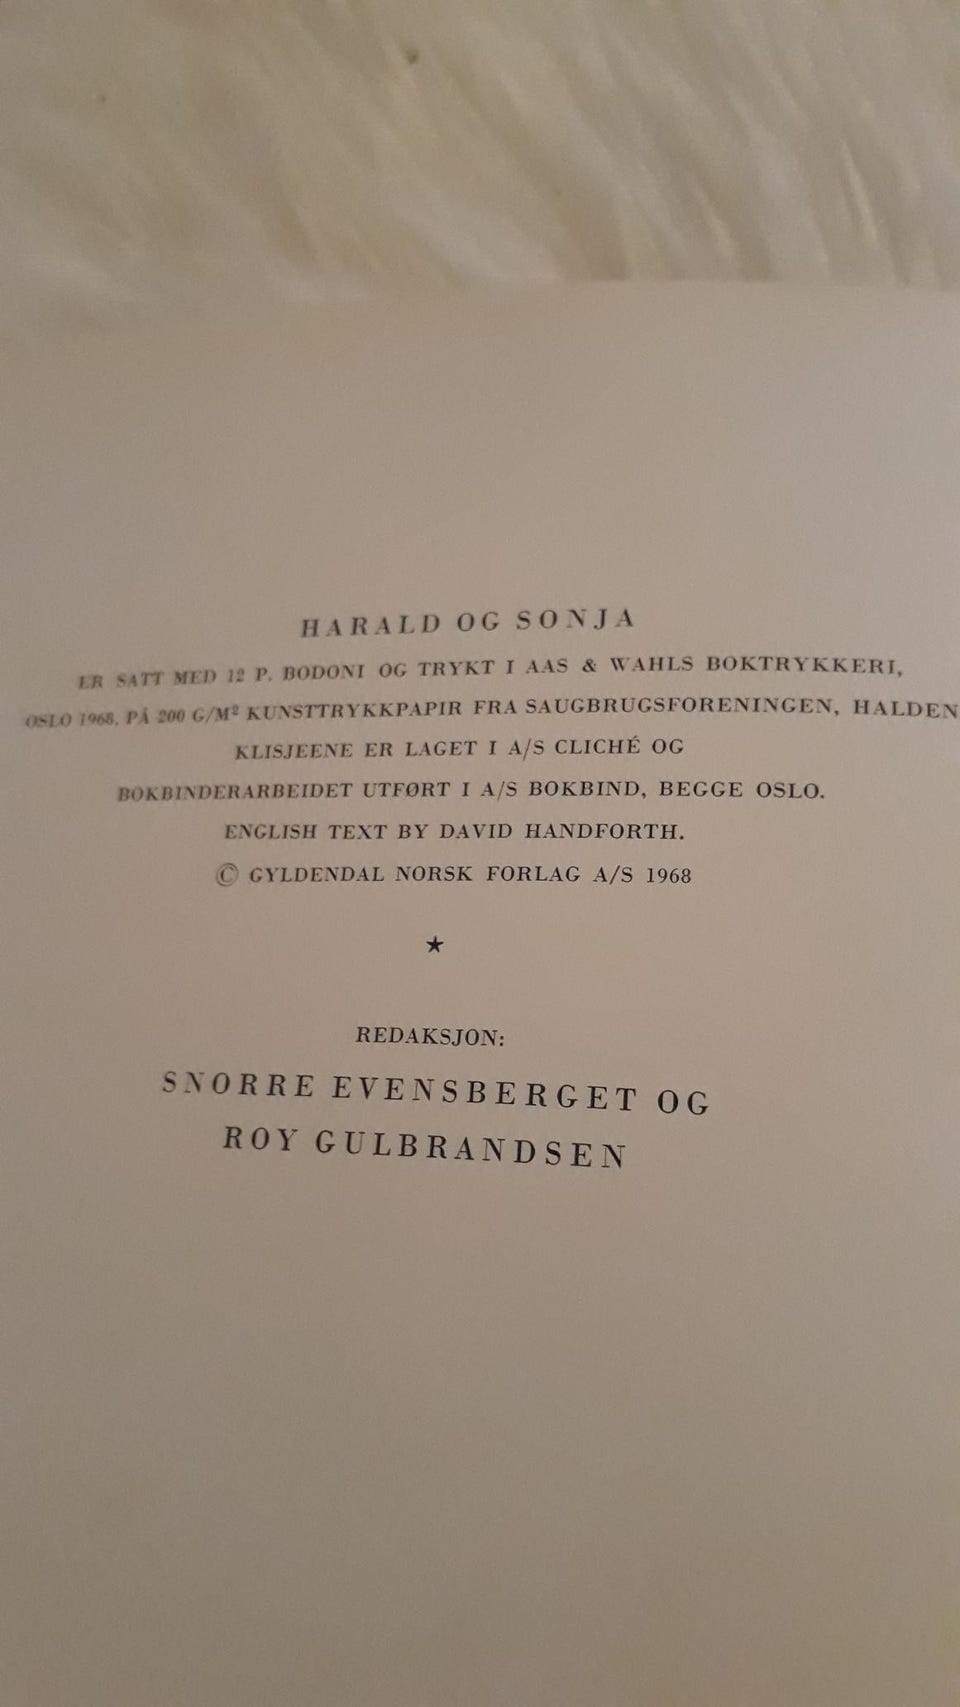 HARALD OG SONJA
ER SATT MED 12 P. BODONI OG TRYKT I AAS & WAHLS BOKTRYKKERI,
OSLO 1968, PÅ 200 G/M² KUNSTTRYKKPAPIR FRA SAUGBRUGSFORENINGEN, HALDEN
KLISJEENE ER LAGET I A/S CLICHÉ OG
BOKBINDERARBEIDET UTFØRT I A/S BOKBIND, BEGGE OSLO.
ENGLISH TEXT BY DAVID HANDFORTH.
© GYLDENDAL NORSK FORLAG A/S 1968
★
REDAKSJON:
SNORRE EVENSBERGET OG
ROY GULBRANDSEN